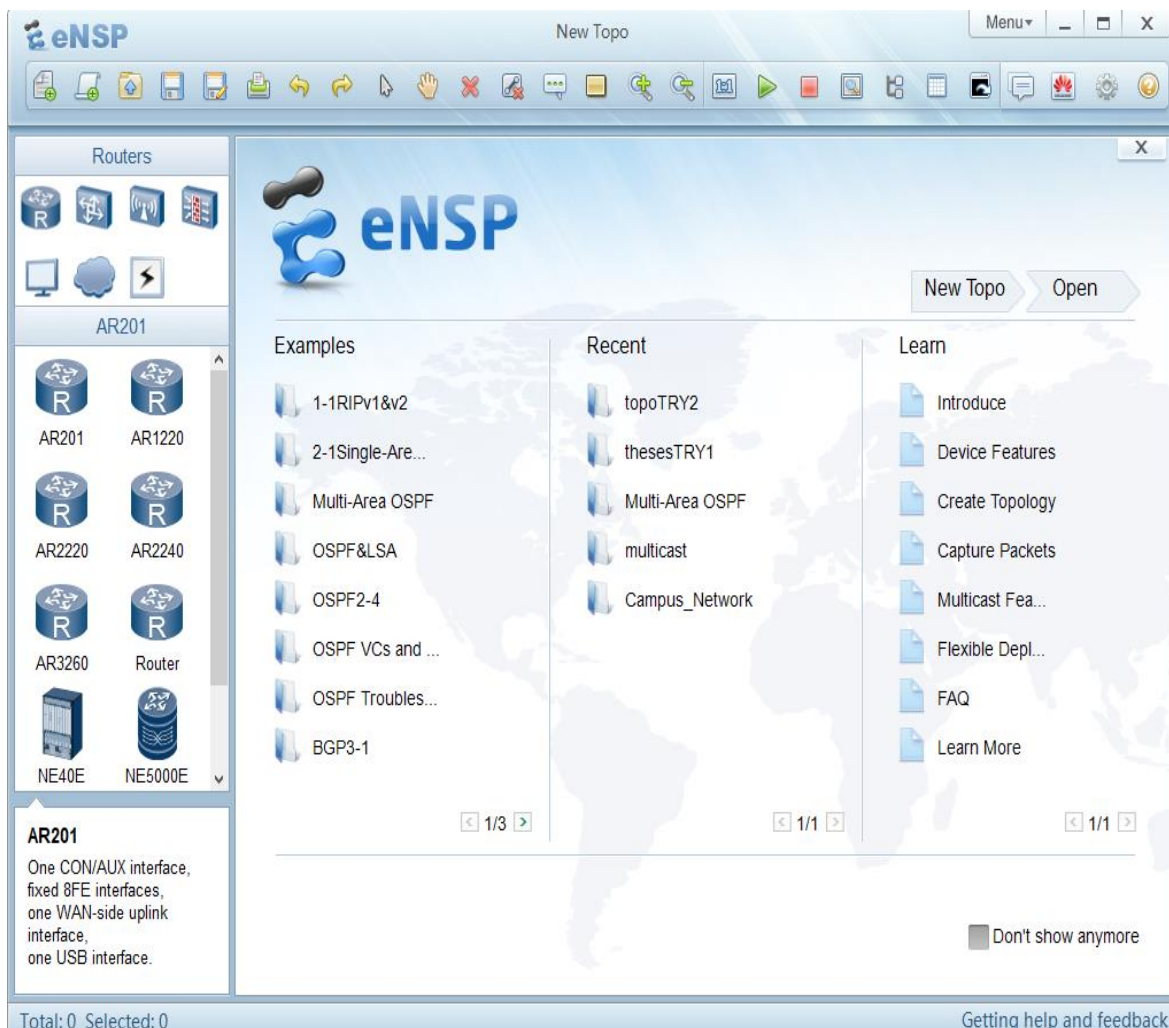 eNSP
New Topo
Menu
1:1
Routers
AR201
R
R
AR201
AR1220
R
R
AR2220
AR2240
R
R
AR3260
Router
NE40E
NE5000E
AR201
One CON/AUX interface,
fixed 8FE interfaces,
one WAN-side uplink
interface,
one USB interface.
X
eNSP
New Topo
Open
Examples
1-1RIPv1&v2
2-1Single-Are...
Multi-Area OSPF
OSPF&LSA
OSPF2-4
OSPF VCs and ...
OSPF Troubles...
BGP3-1
1/3
Recent
topoTRY2
thesesTRY1
Multi-Area OSPF
multicast
Campus_Network
1/1
Learn
Introduce
Device Features
Create Topology
Capture Packets
Multicast Fea...
Flexible Depl...
FAQ
Learn More
1/1
Don't show anymore
Total: 0 Selected: 0
Getting help and feedback